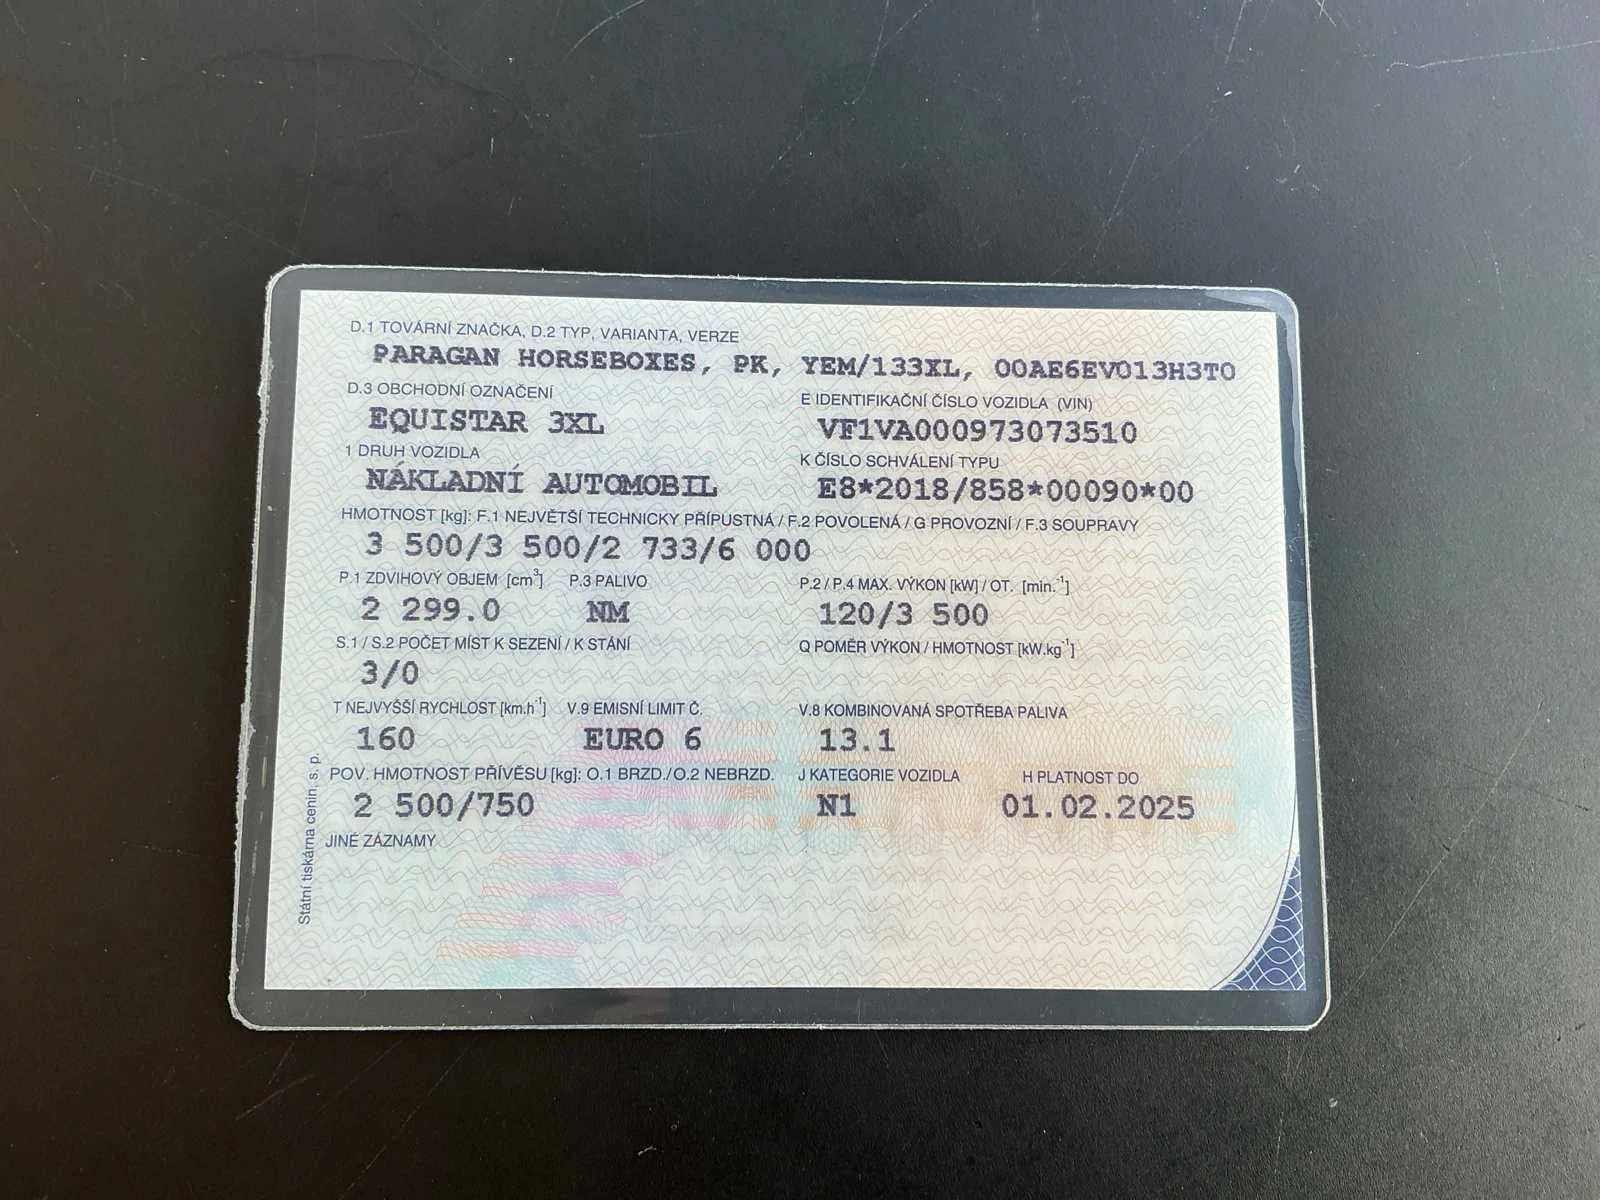 D.1 TOVÁRNÍ ZNAČKA, D.2 TYP, VARIANTA, VERZE
PARAGAN HORSEBOXES, PK, YEM/133XL, 00AE6EV013H3T0
D.3 OBCHODNÍ OZNAČENÍ E IDENTIFIKAČNÍ ČÍSLO VOZIDLA (VIN)
EQUISTAR 3XL VF1VA000973073510
1 DRUH VOZIDLA K ČÍSLO SCHVÁLENÍ TYPU
NÁKLADNÍ AUTOMOBIL E8*2018/858*00090*00
HMOTNOST [kg]: F.1 NEJVĚTŠÍ TECHNICKY PŘÍPUSTNÁ / F.2 POVOLENÁ / G PROVOZNÍ / F.3 SOUPRAVY
3 500/3 500/2 733/6 000
P.1 ZDVIHOVÝ OBJEM [cm³] P.3 PALIVO P.2 / P.4 MAX. VÝKON [kW] / OT. [min.⁻¹]
2 299.0 NM 120/3 500
S.1 / S.2 POČET MÍST K SEZENÍ / K STÁNÍ Q POMĚR VÝKON / HMOTNOST [kW.kg⁻¹]
3/0
T NEJVYŠŠÍ RYCHLOST [km.h⁻¹] V.9 EMISNÍ LIMIT Č. V.8 KOMBINOVANÁ SPOTŘEBA PALIVA
160 EURO 6 13.1
POV. HMOTNOST PŘÍVĚSU [kg]: O.1 BRZD./O.2 NEBRZD. J KATEGORIE VOZIDLA H PLATNOST DO
2 500/750 N1 01.02.2025
JINÉ ZÁZNAMY
Státní tiskárna cenin, s. p.